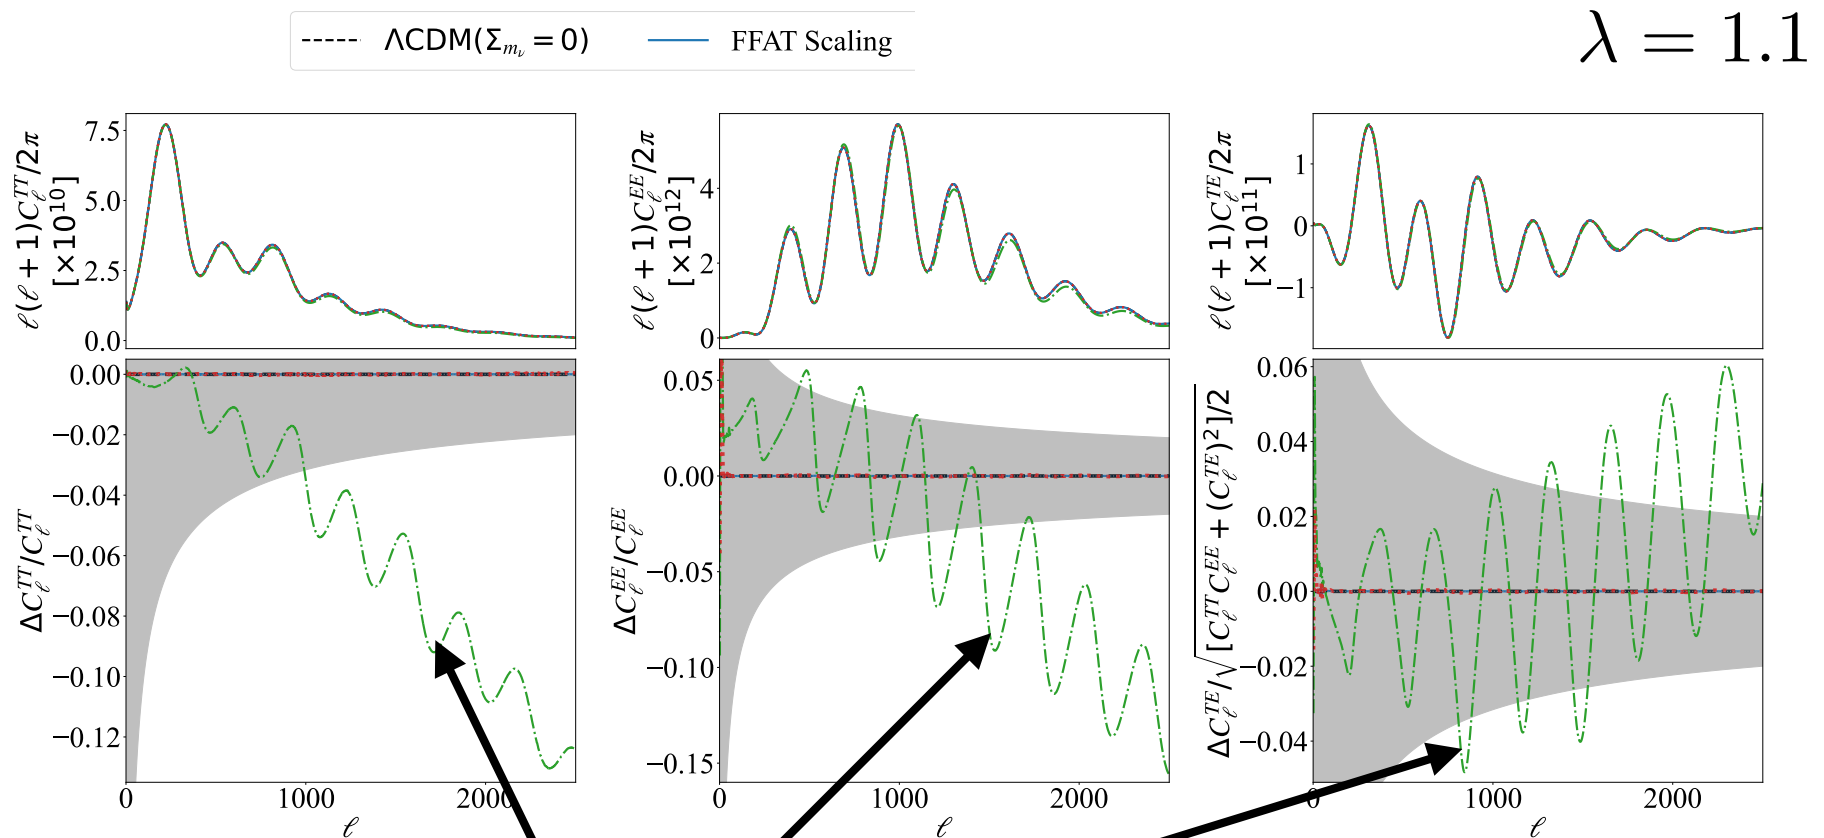 ΛCDM(Σ_{m_ν} = 0) FFAT Scaling
λ = 1.1
ℓ(ℓ + 1)C_ℓ^{TT}/2π
[×10^{10}]
7.5
5.0
2.5
0.0
ℓ(ℓ + 1)C_ℓ^{EE}/2π
[×10^{12}]
4
2
0
ℓ(ℓ + 1)C_ℓ^{TE}/2π
[×10^{11}]
1
0
−1
ΔC_ℓ^{TT}/C_ℓ^{TT}
0.00
−0.02
−0.04
−0.06
−0.08
−0.10
−0.12
0 1000 2000
ℓ
ΔC_ℓ^{EE}/C_ℓ^{EE}
0.05
0.00
−0.05
−0.10
−0.15
0 1000 2000
ℓ
ΔC_ℓ^{TE}/√[C_ℓ^{TT}C_ℓ^{EE} + (C_ℓ^{TE})^2]/2
0.06
0.04
0.02
0.00
−0.02
−0.04
0 1000 2000
ℓ